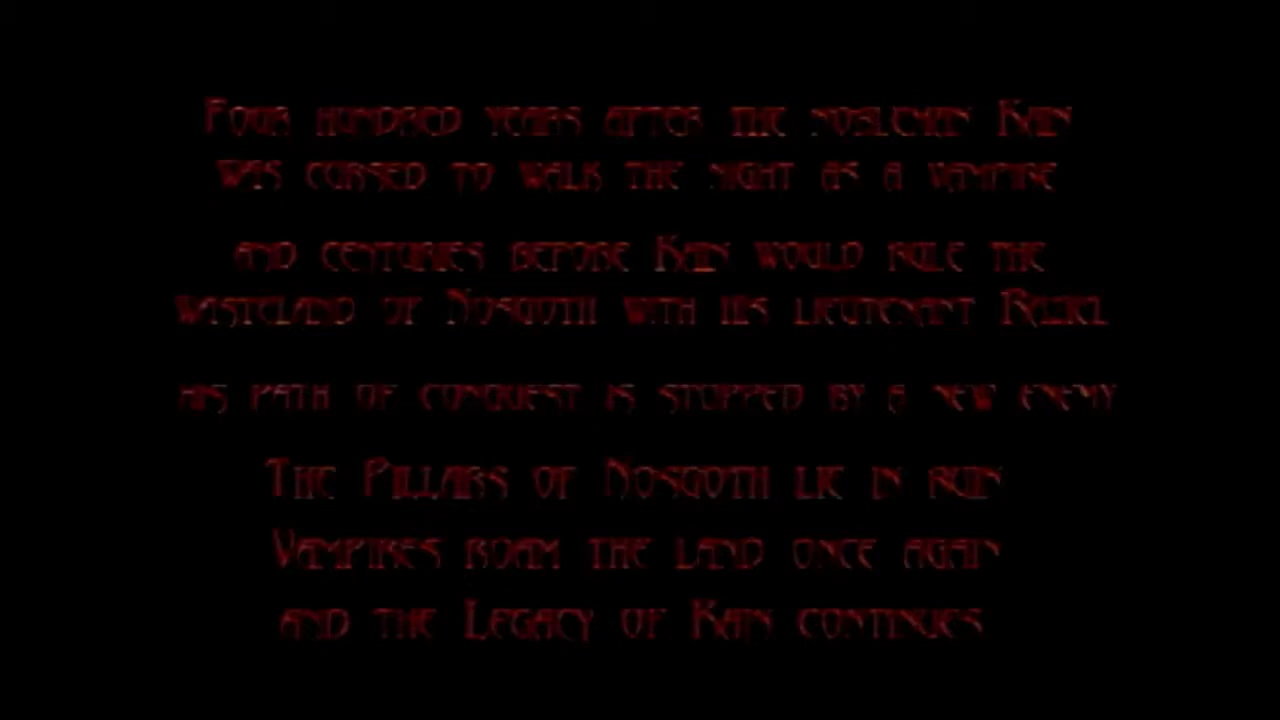 Four hundred years after the nobleman Kain
was cursed to walk the night as a vampire
and centuries before Kain would rule the
wasteland of Nosgoth with his lieutenant Raziel
his path of conquest is stopped by a new enemy
The Pillars of Nosgoth lie in ruin
Vampires roam the land once again
and the Legacy of Kain continues